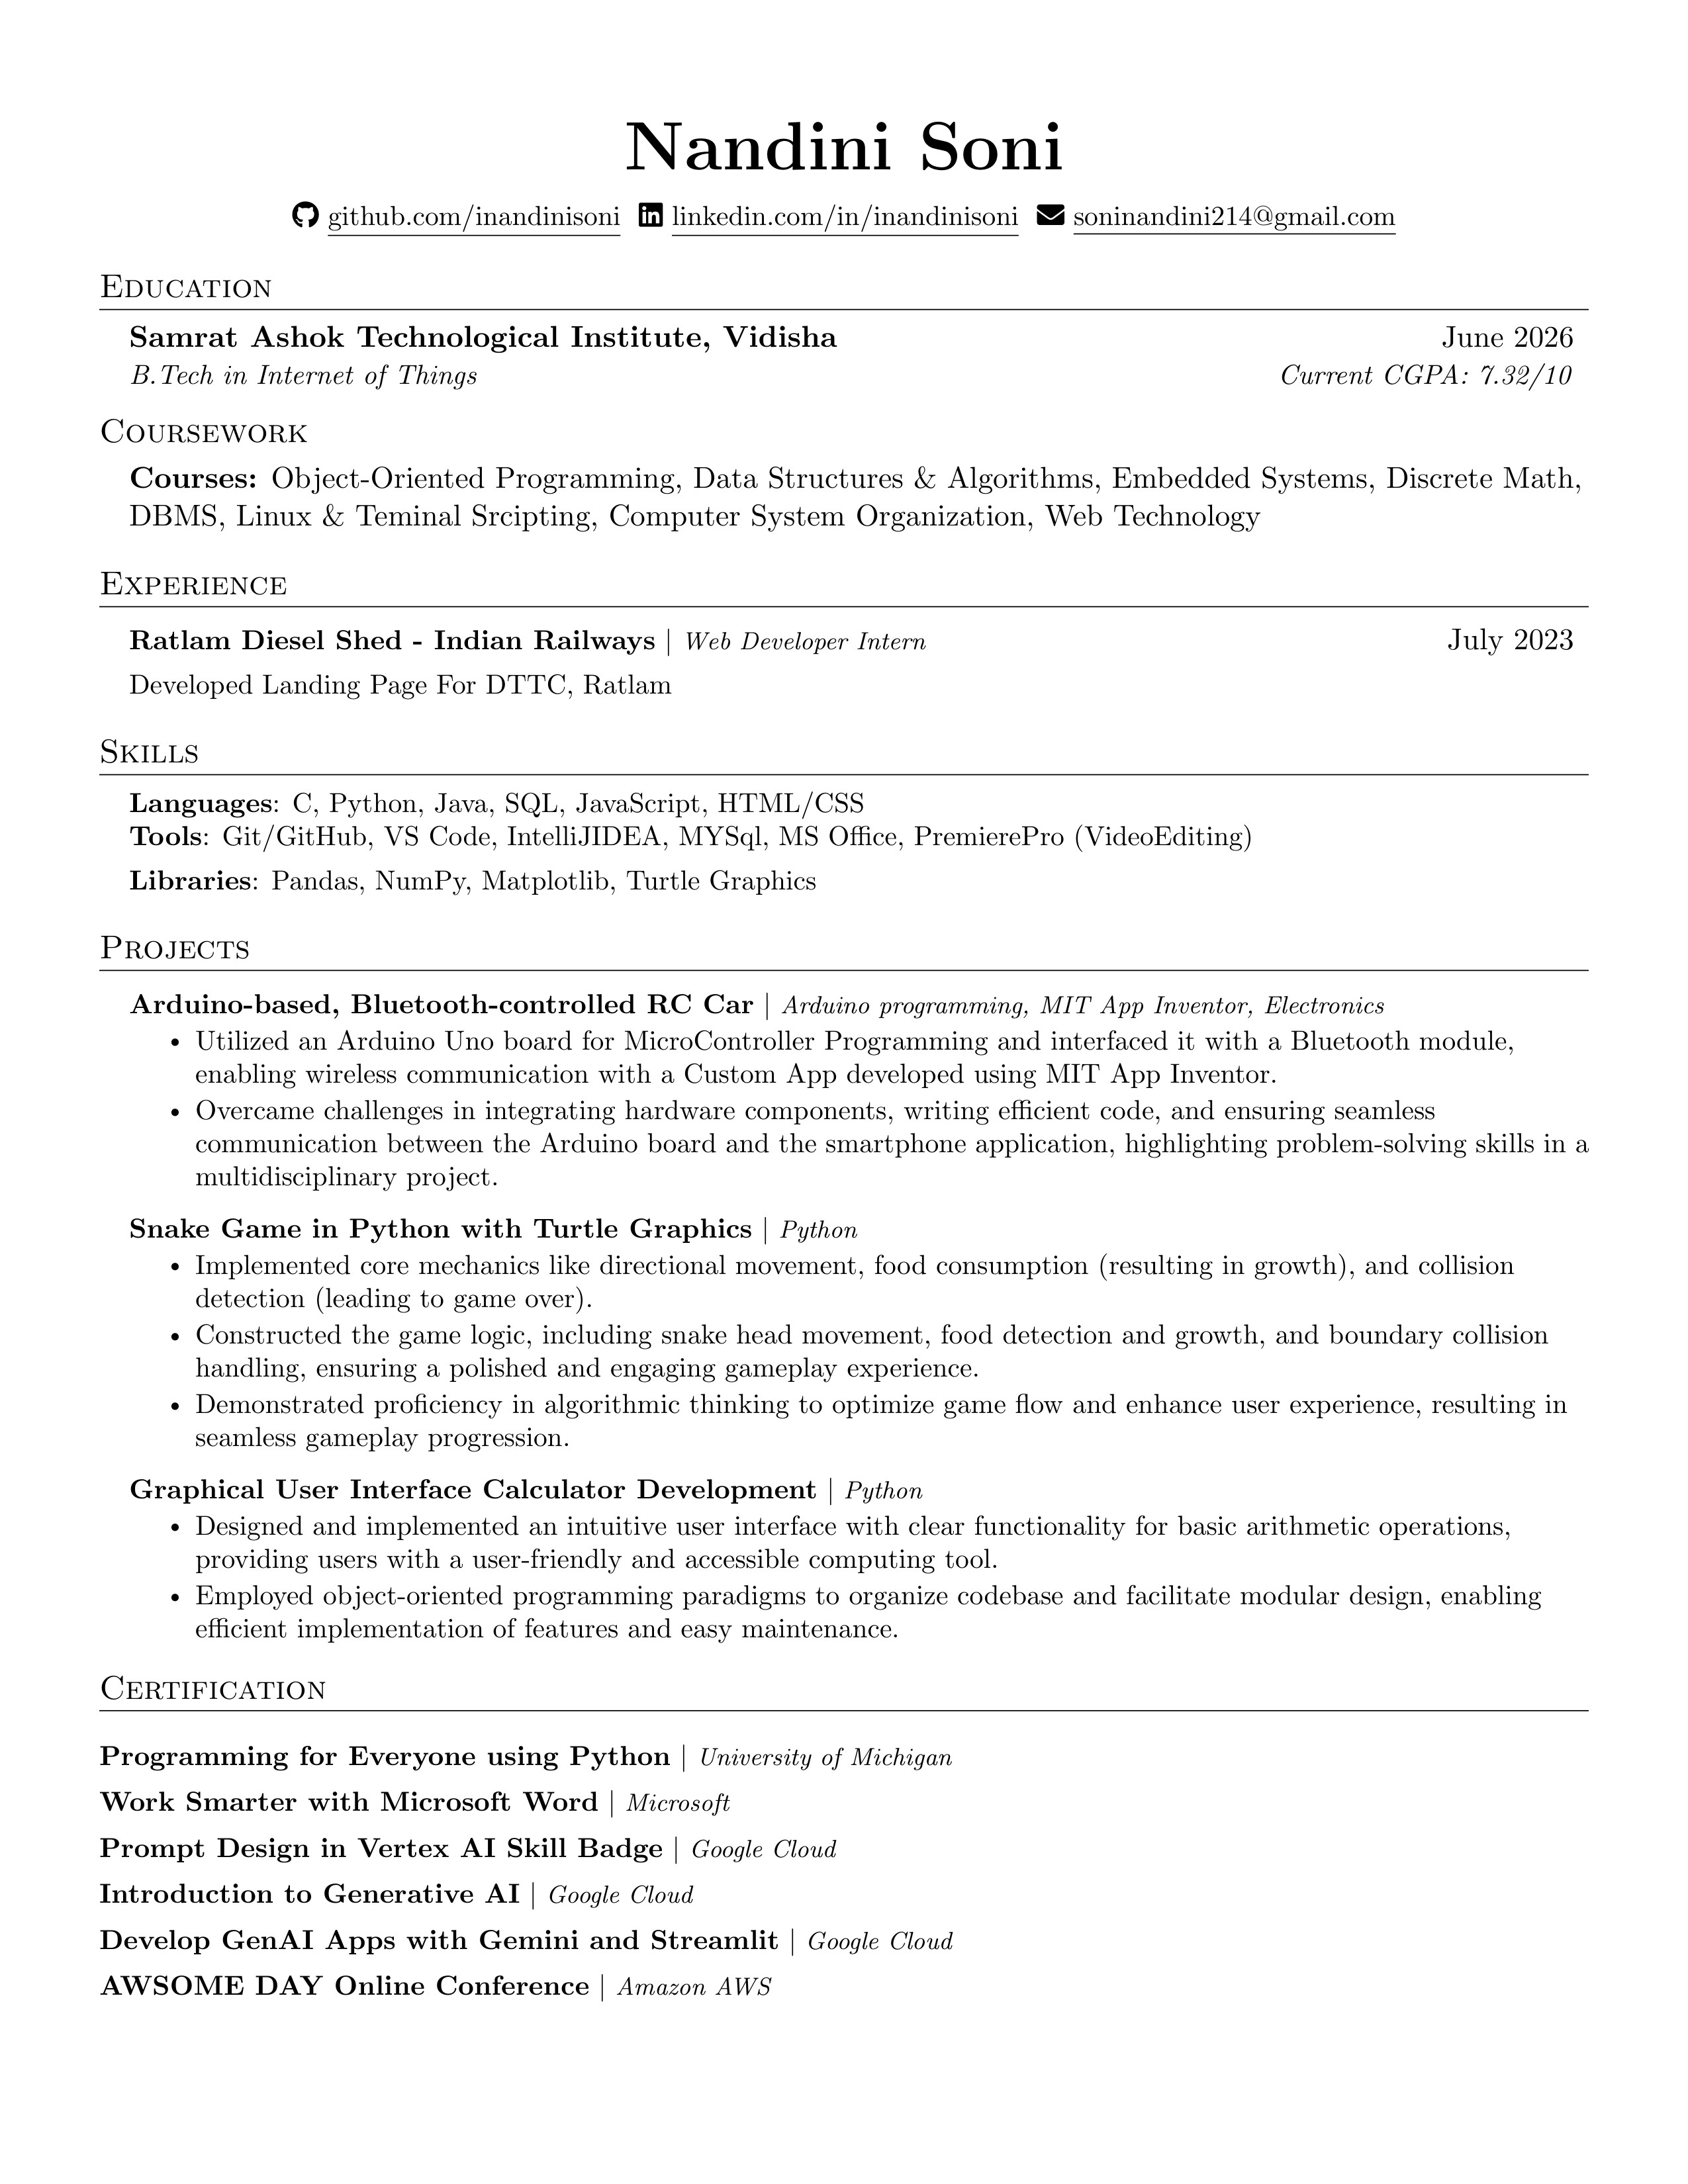 Nandini Soni
github.com/inandinisoni linkedin.com/in/inandinisoni soninandini214@gmail.com
Education
Samrat Ashok Technological Institute, Vidisha June 2026
B.Tech in Internet of Things Current CGPA: 7.32/10
Coursework
Courses: Object-Oriented Programming, Data Structures & Algorithms, Embedded Systems, Discrete Math,
DBMS, Linux & Teminal Srcipting, Computer System Organization, Web Technology
Experience
Ratlam Diesel Shed - Indian Railways | Web Developer Intern July 2023
Developed Landing Page For DTTC, Ratlam
Skills
Languages: C, Python, Java, SQL, JavaScript, HTML/CSS
Tools: Git/GitHub, VS Code, IntelliJIDEA, MYSql, MS Office, PremierePro (VideoEditing)
Libraries: Pandas, NumPy, Matplotlib, Turtle Graphics
Projects
Arduino-based, Bluetooth-controlled RC Car | Arduino programming, MIT App Inventor, Electronics
• Utilized an Arduino Uno board for MicroController Programming and interfaced it with a Bluetooth module,
enabling wireless communication with a Custom App developed using MIT App Inventor.
• Overcame challenges in integrating hardware components, writing efficient code, and ensuring seamless
communication between the Arduino board and the smartphone application, highlighting problem-solving skills in a
multidisciplinary project.
Snake Game in Python with Turtle Graphics | Python
• Implemented core mechanics like directional movement, food consumption (resulting in growth), and collision
detection (leading to game over).
• Constructed the game logic, including snake head movement, food detection and growth, and boundary collision
handling, ensuring a polished and engaging gameplay experience.
• Demonstrated proficiency in algorithmic thinking to optimize game flow and enhance user experience, resulting in
seamless gameplay progression.
Graphical User Interface Calculator Development | Python
• Designed and implemented an intuitive user interface with clear functionality for basic arithmetic operations,
providing users with a user-friendly and accessible computing tool.
• Employed object-oriented programming paradigms to organize codebase and facilitate modular design, enabling
efficient implementation of features and easy maintenance.
Certification
Programming for Everyone using Python | University of Michigan
Work Smarter with Microsoft Word | Microsoft
Prompt Design in Vertex AI Skill Badge | Google Cloud
Introduction to Generative AI | Google Cloud
Develop GenAI Apps with Gemini and Streamlit | Google Cloud
AWSOME DAY Online Conference | Amazon AWS